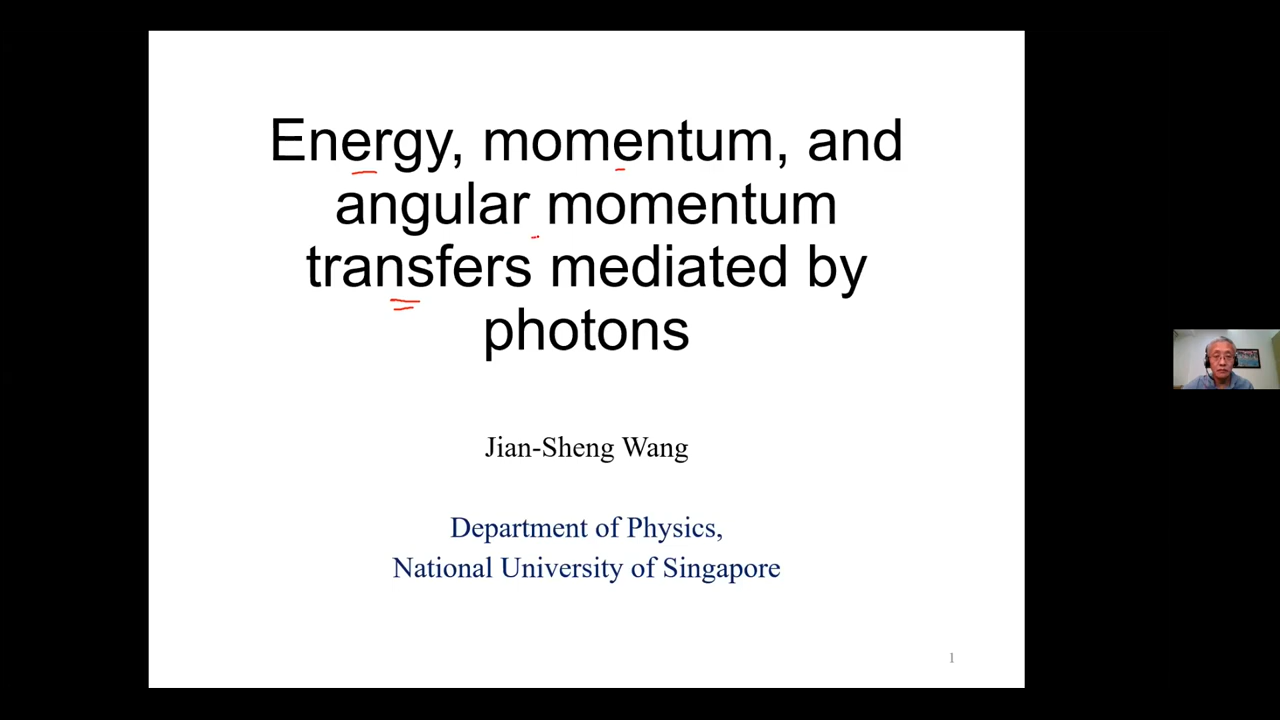 Energy, momentum, and
angular momentum
transfers mediated by
photons
Jian-Sheng Wang
Department of Physics,
National University of Singapore
1